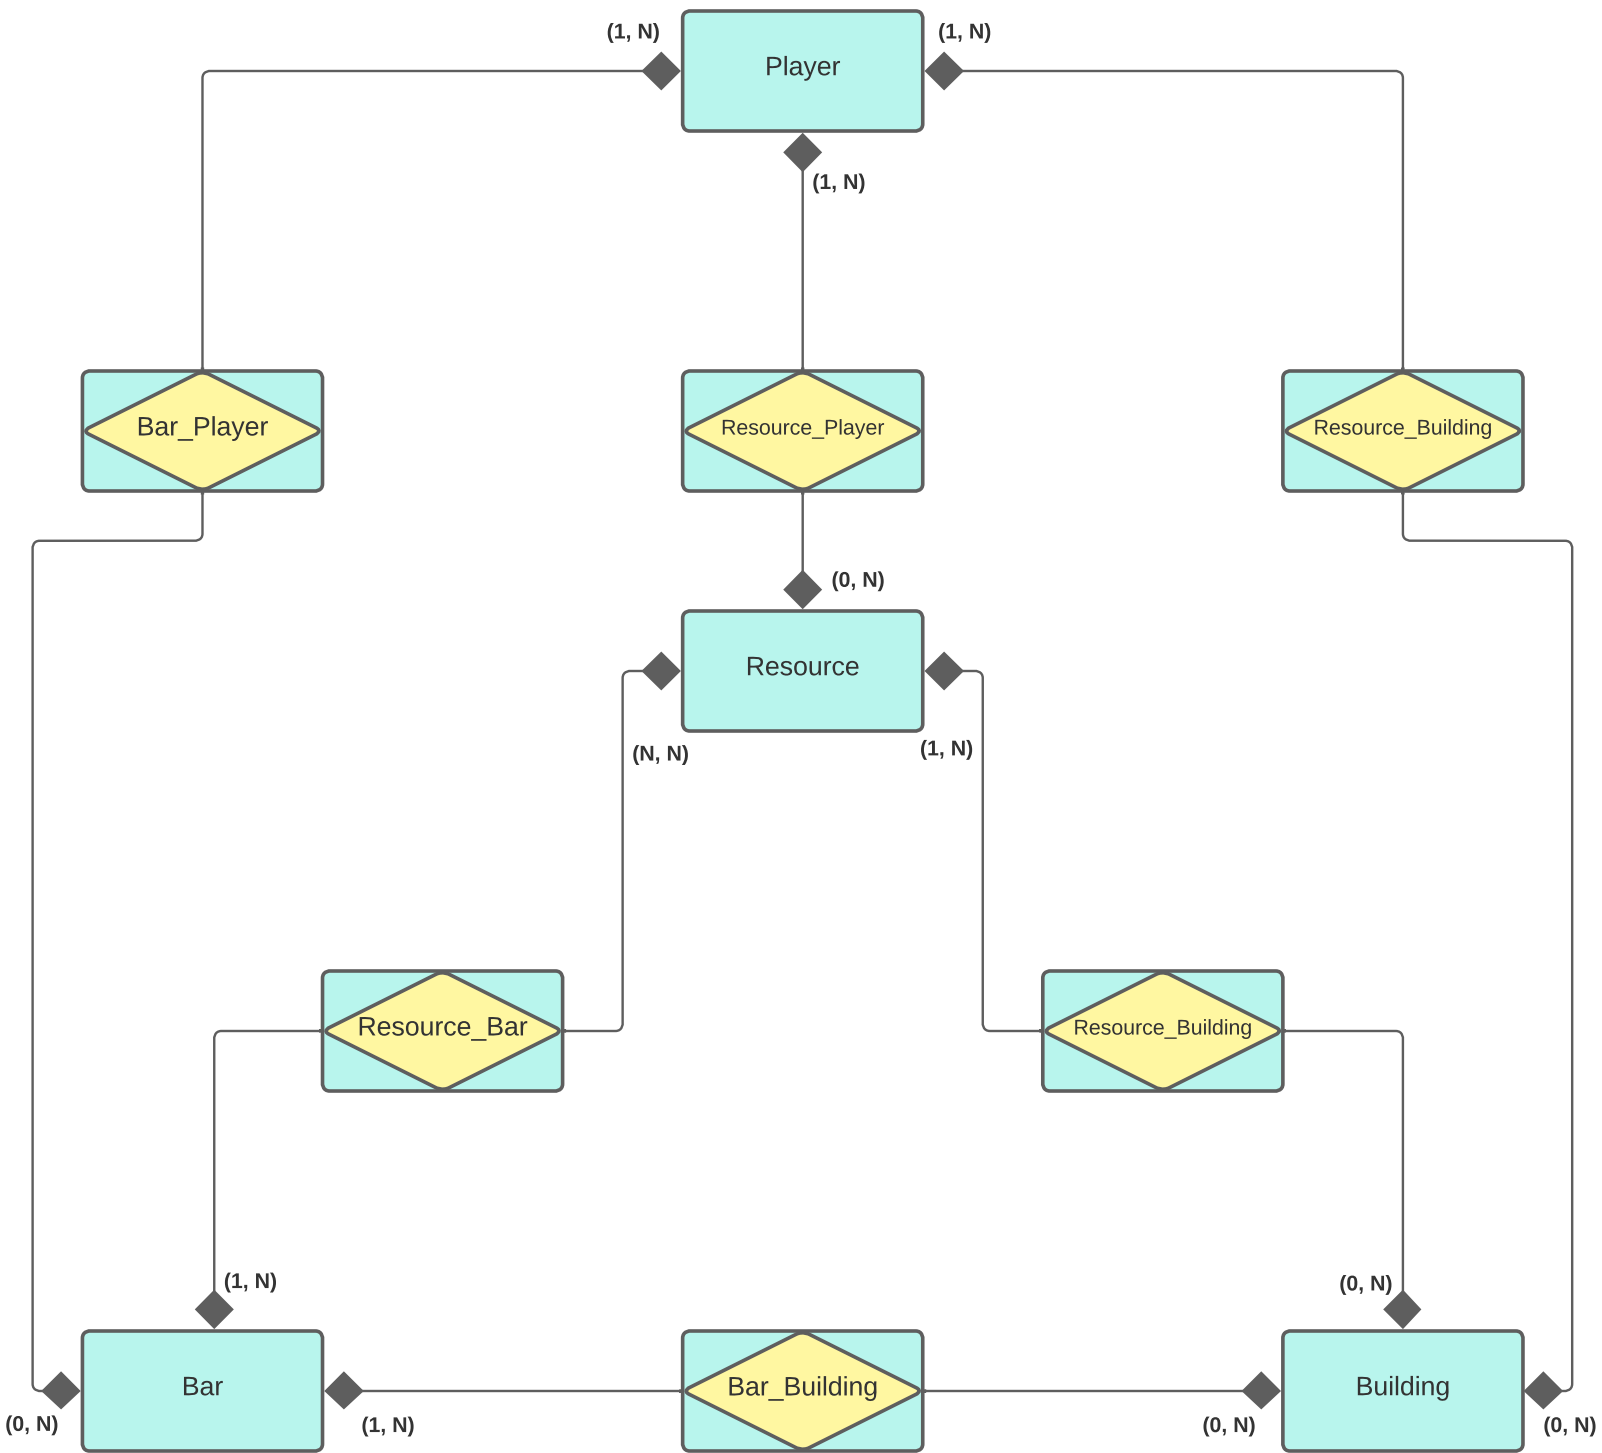 (1, N)
Player
(1, N)
(1, N)
Bar_Player
Resource_Player
Resource_Building
(0, N)
Resource
(N, N)
(1, N)
Resource_Bar
Resource_Building
(1, N)
(0, N)
Bar
Bar_Building
Building
(0, N)
(1, N)
(0, N)
(0, N)